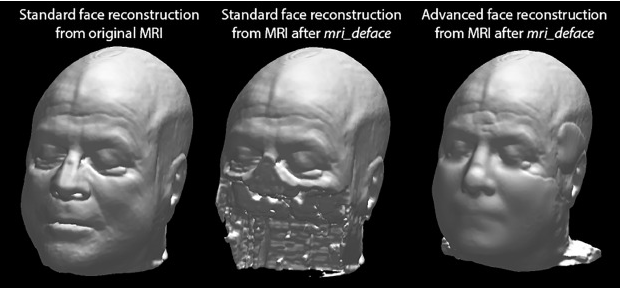 Standard face reconstruction
from original MRI
Standard face reconstruction
from MRI after mri_deface
Advanced face reconstruction
from MRI after mri_deface